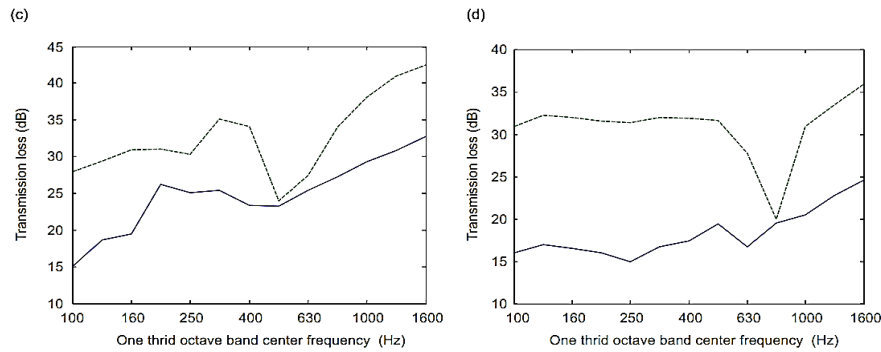 (c)
(d)
45
40
35
30
25
20
15
10
Transmission loss (dB)
100 160 250 400 630 1000 1600
One thrid octave band center frequency (Hz)
40
35
30
25
20
15
10
Transmission loss (dB)
100 160 250 400 630 1000 1600
One thrid octave band center frequency (Hz)